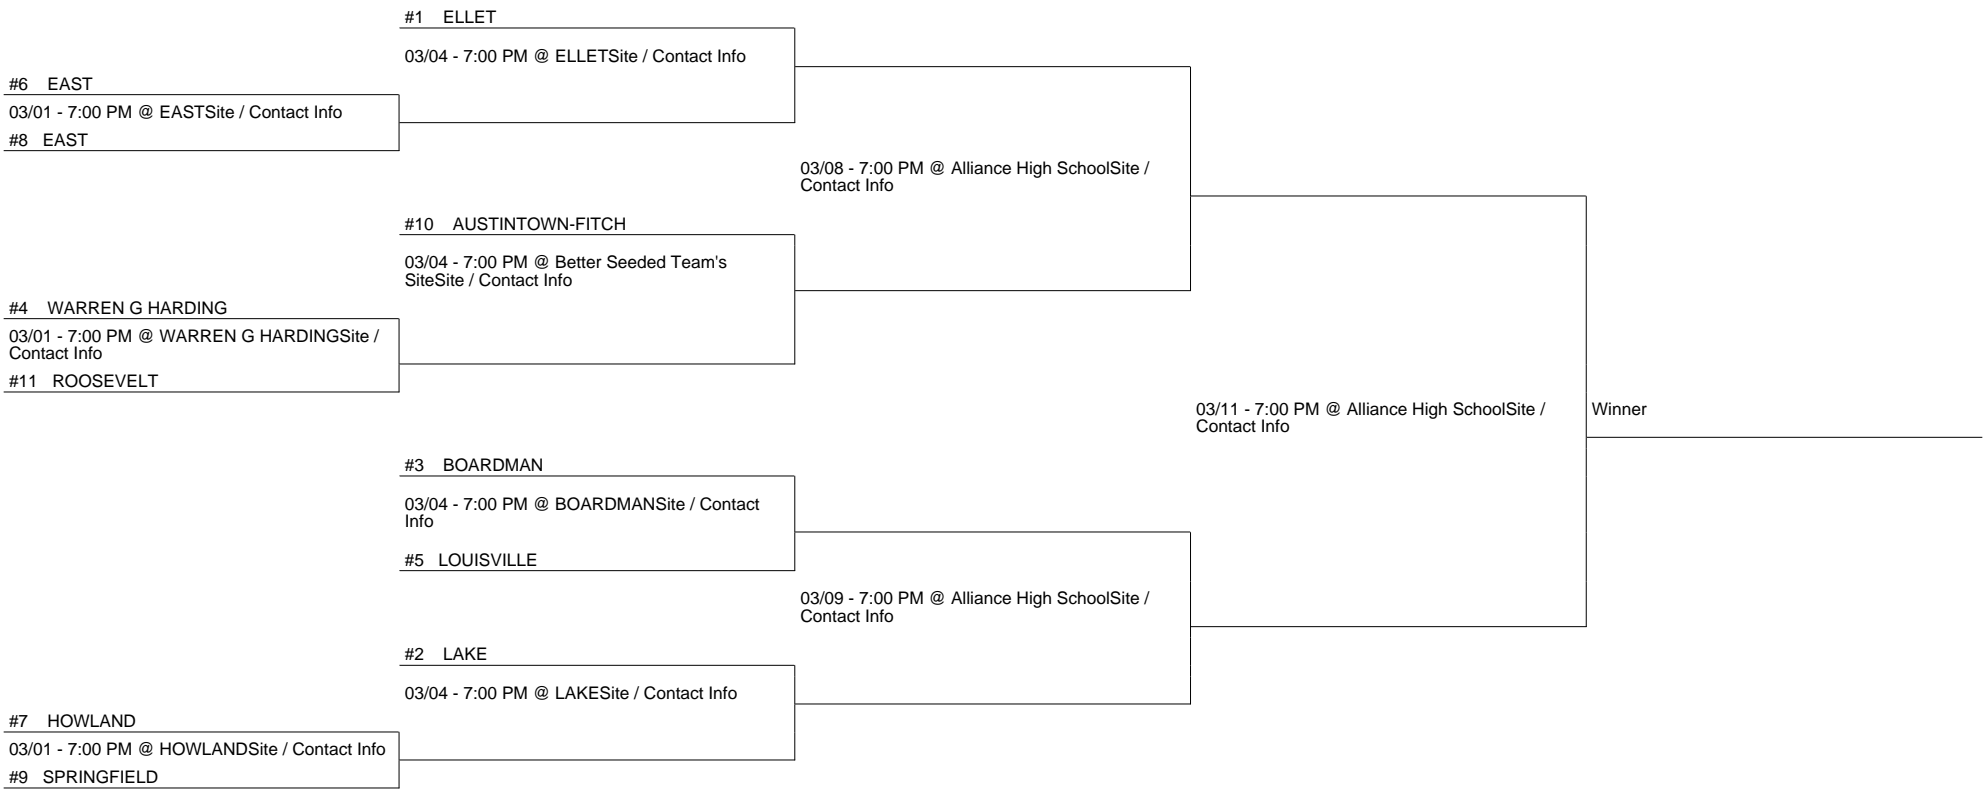 #1 ELLET
03/04 - 7:00 PM @ ELLETSite / Contact Info
#6 EAST
03/01 - 7:00 PM @ EASTSite / Contact Info
#8 EAST
03/08 - 7:00 PM @ Alliance High SchoolSite /
Contact Info
#10 AUSTINTOWN-FITCH
03/04 - 7:00 PM @ Better Seeded Team's
SiteSite / Contact Info
#4 WARREN G HARDING
03/01 - 7:00 PM @ WARREN G HARDINGSite /
Contact Info
#11 ROOSEVELT
03/11 - 7:00 PM @ Alliance High SchoolSite /
Contact Info
Winner
#3 BOARDMAN
03/04 - 7:00 PM @ BOARDMANSite / Contact
Info
#5 LOUISVILLE
03/09 - 7:00 PM @ Alliance High SchoolSite /
Contact Info
#2 LAKE
03/04 - 7:00 PM @ LAKESite / Contact Info
#7 HOWLAND
03/01 - 7:00 PM @ HOWLANDSite / Contact Info
#9 SPRINGFIELD